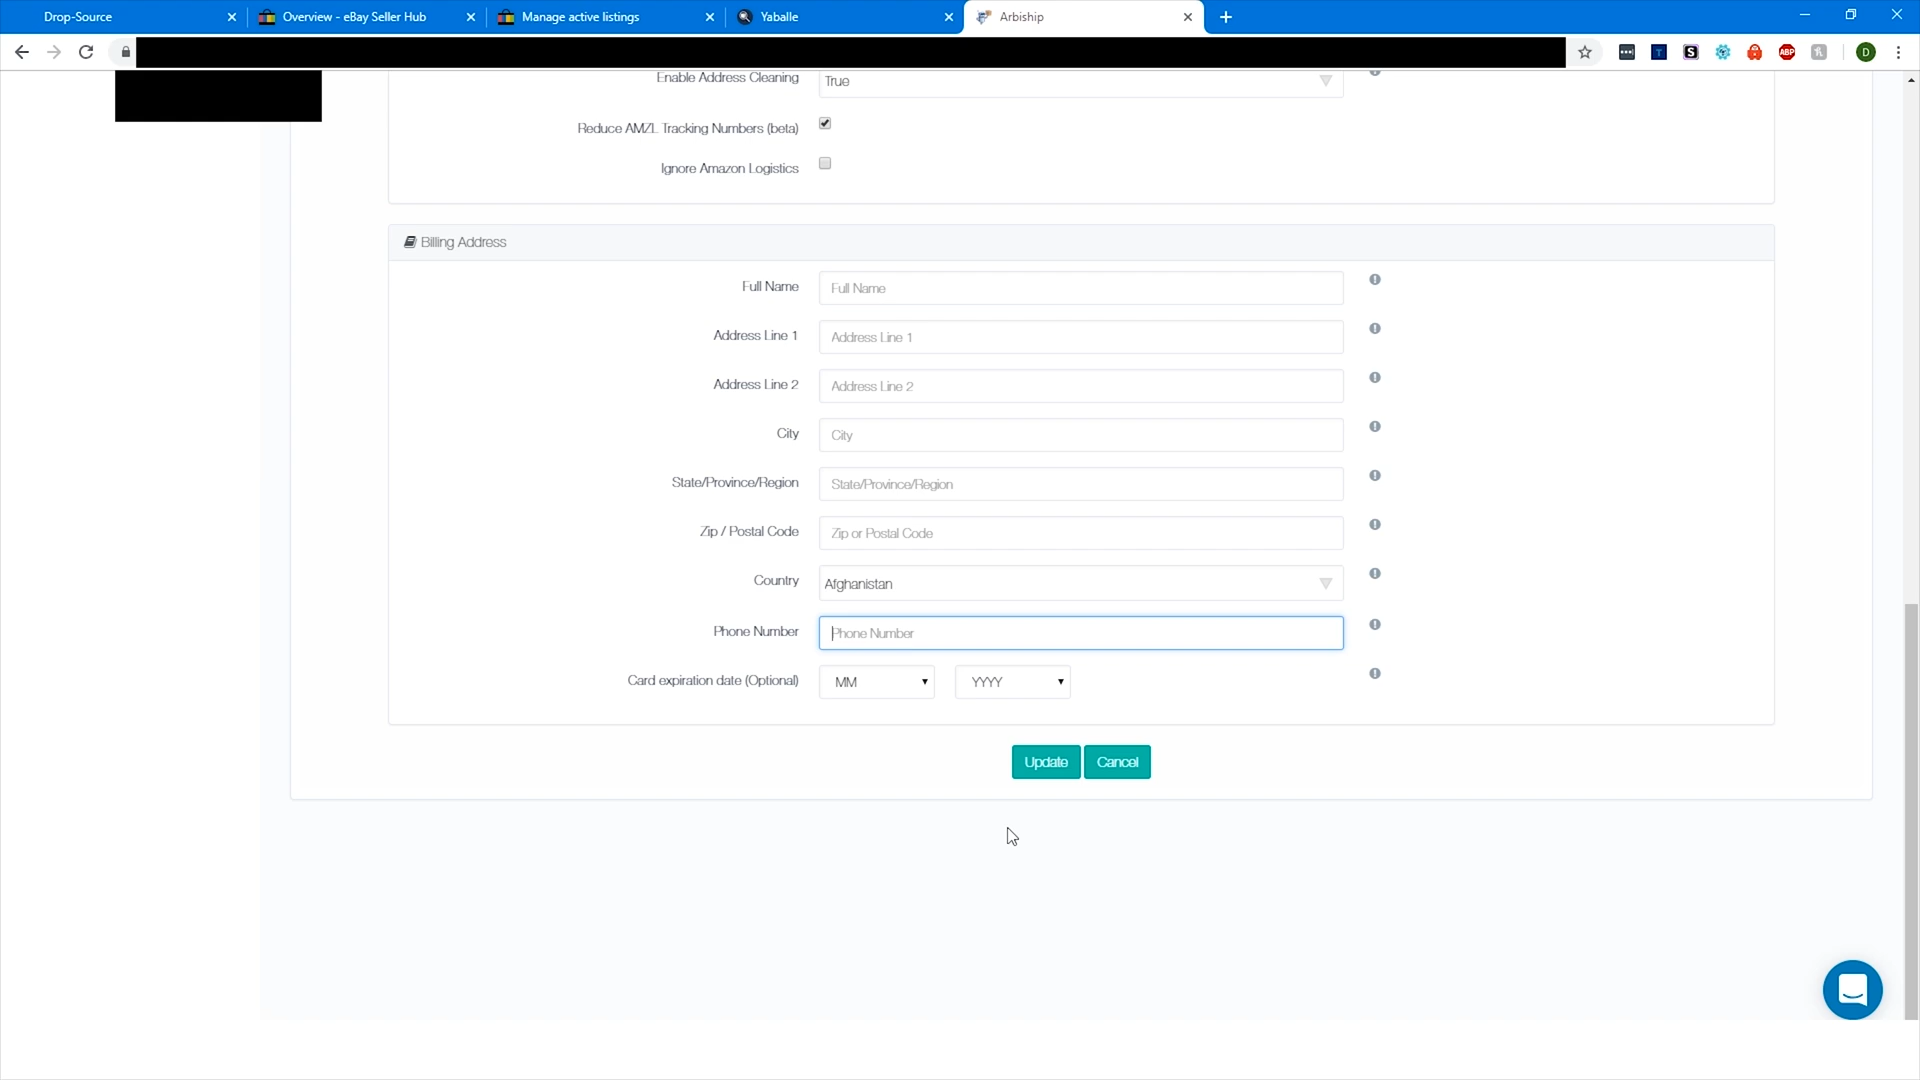 Drop-Source
Overview - eBay Seller Hub
Manage active listings
Yaballe
Arbiship
ABP
D
Enable Address Cleaning
True
Reduce AMZL Tracking Numbers (beta)
Ignore Amazon Logistics
Billing Address
Full Name
Full Name
Address Line 1
Address Line 1
Address Line 2
Address Line 2
City
City
State/Province/Region
State/Province/Region
Zip / Postal Code
Zip or Postal Code
Country
Afghanistan
Phone Number
Phone Number
Card expiration date (Optional)
MM
YYYY
Update
Cancel